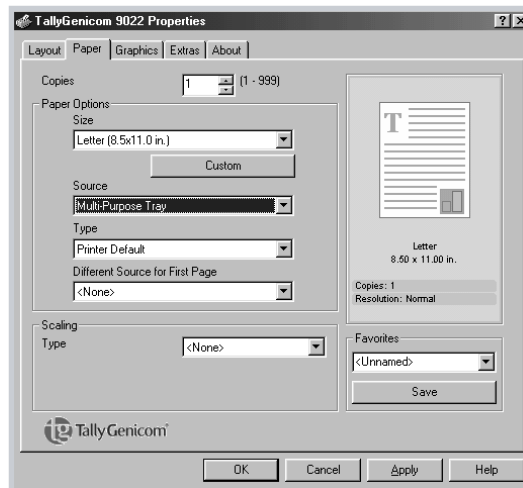 TallyGenicom 9022 Properties
Layout Paper Graphics Extras About
Copies 1 (1 - 999)
Paper Options
Size
Letter (8.5x11.0 in.)
Custom
Source
Multi-Purpose Tray
Type
Printer Default
Different Source for First Page
<None>
Scaling
Type <None>
T
Letter
8.50 x 11.00 in.
Copies: 1
Resolution: Normal
Favorites
<Unnamed>
Save
tg TallyGenicom
OK Cancel Apply Help